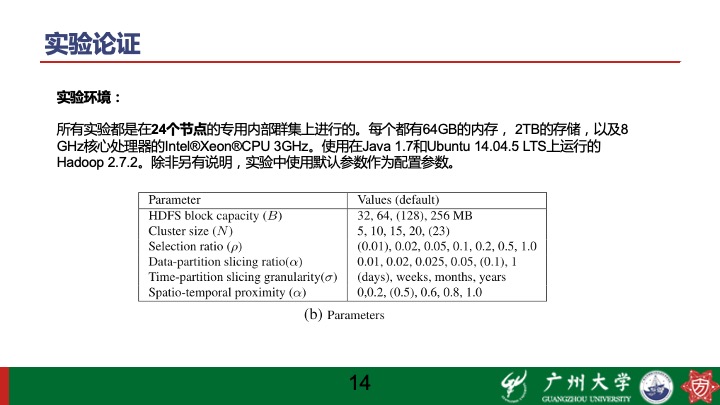 实验论证
实验环境：
所有实验都是在24个节点的专用内部群集上进行的。每个都有64GB的内存， 2TB的存储，以及8
GHz核心处理器的Intel®Xeon®CPU 3GHz。使用在Java 1.7和Ubuntu 14.04.5 LTS上运行的
Hadoop 2.7.2。除非另有说明，实验中使用默认参数作为配置参数。
Parameter Values (default)
HDFS block capacity (B) 32, 64, (128), 256 MB
Cluster size (N) 5, 10, 15, 20, (23)
Selection ratio (ρ) (0.01), 0.02, 0.05, 0.1, 0.2, 0.5, 1.0
Data-partition slicing ratio(α) 0.01, 0.02, 0.025, 0.05, (0.1), 1
Time-partition slicing granularity(σ) (days), weeks, months, years
Spatio-temporal proximity (α) 0,0.2, (0.5), 0.6, 0.8, 1.0
(b) Parameters
14
广州大学
GUANGZHOU UNIVERSITY